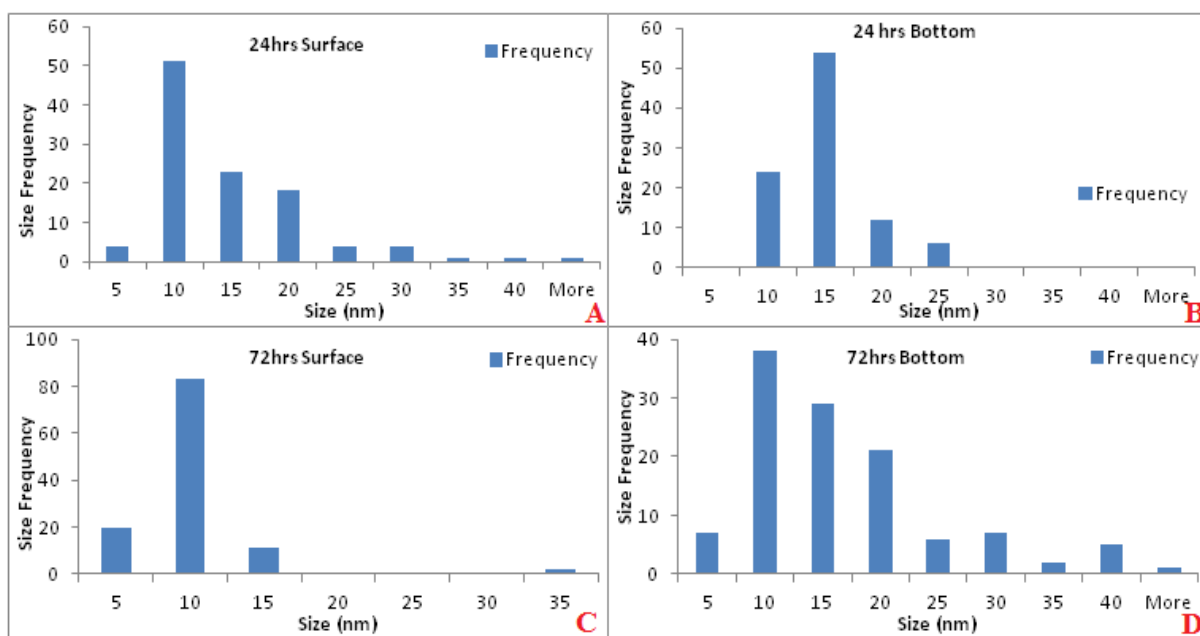 24hrs Surface
Frequency
Size Frequency
60
50
40
30
20
10
0
5 10 15 20 25 30 35 40 More
Size (nm)
A
24 hrs Bottom
Frequency
Size Frequency
60
50
40
30
20
10
0
5 10 15 20 25 30 35 40 More
Size (nm)
B
72hrs Surface
Frequency
Size Frequency
100
80
60
40
20
0
5 10 15 20 25 30 35
Size (nm)
C
72hrs Bottom
Frequency
Size Frequency
40
30
20
10
0
5 10 15 20 25 30 35 40 More
Size (nm)
D